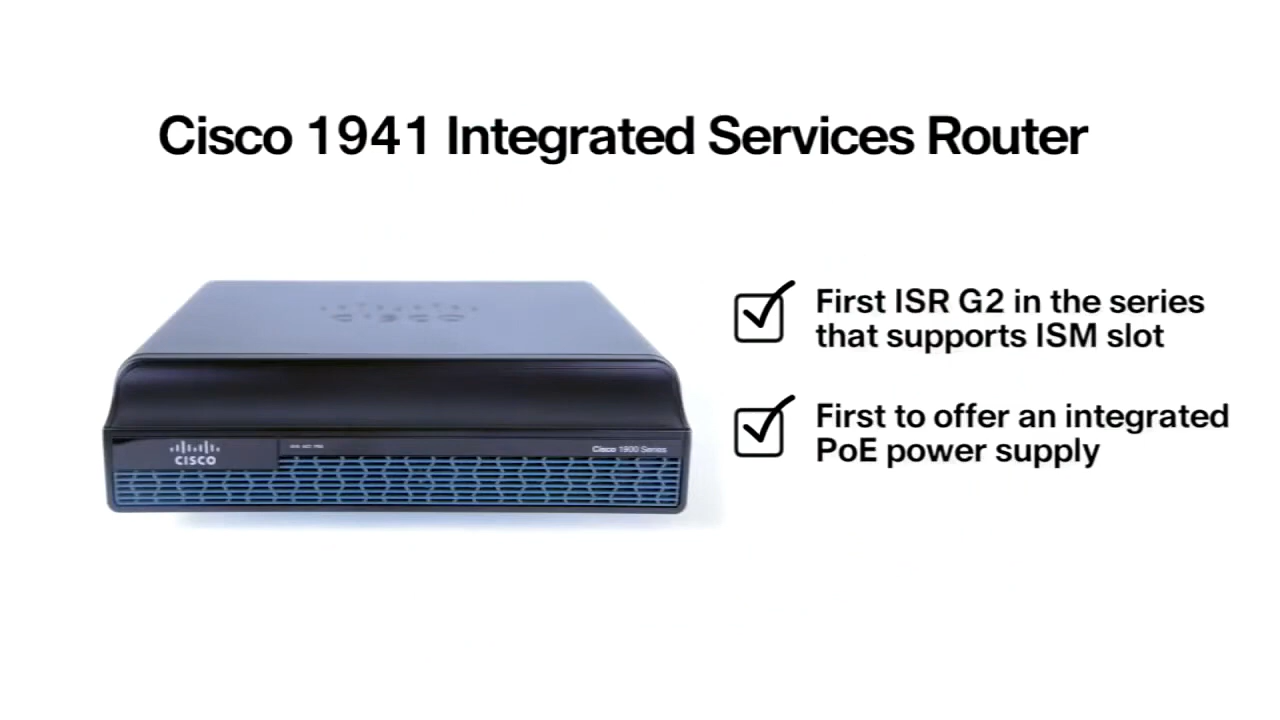 Cisco 1941 Integrated Services Router
First ISR G2 in the series
that supports ISM slot
First to offer an integrated
PoE power supply
CISCO
CISCO
Cisco 1900 Series